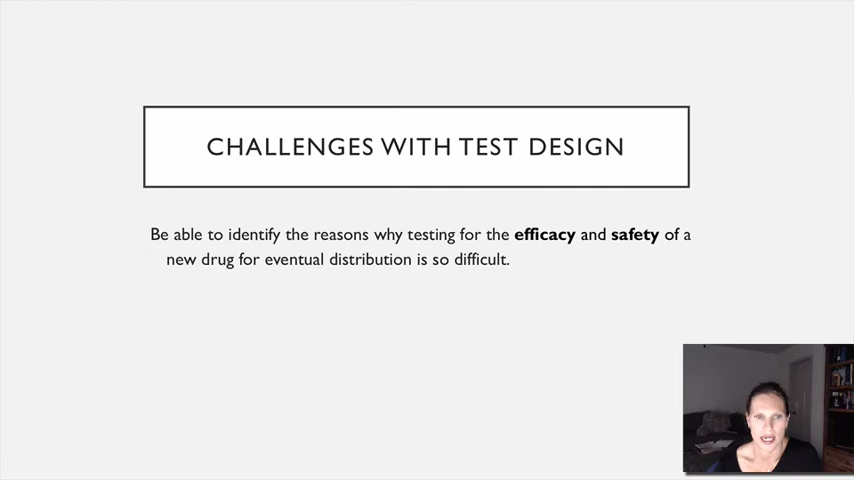 CHALLENGES WITH TEST DESIGN
Be able to identify the reasons why testing for the efficacy and safety of a
new drug for eventual distribution is so difficult.